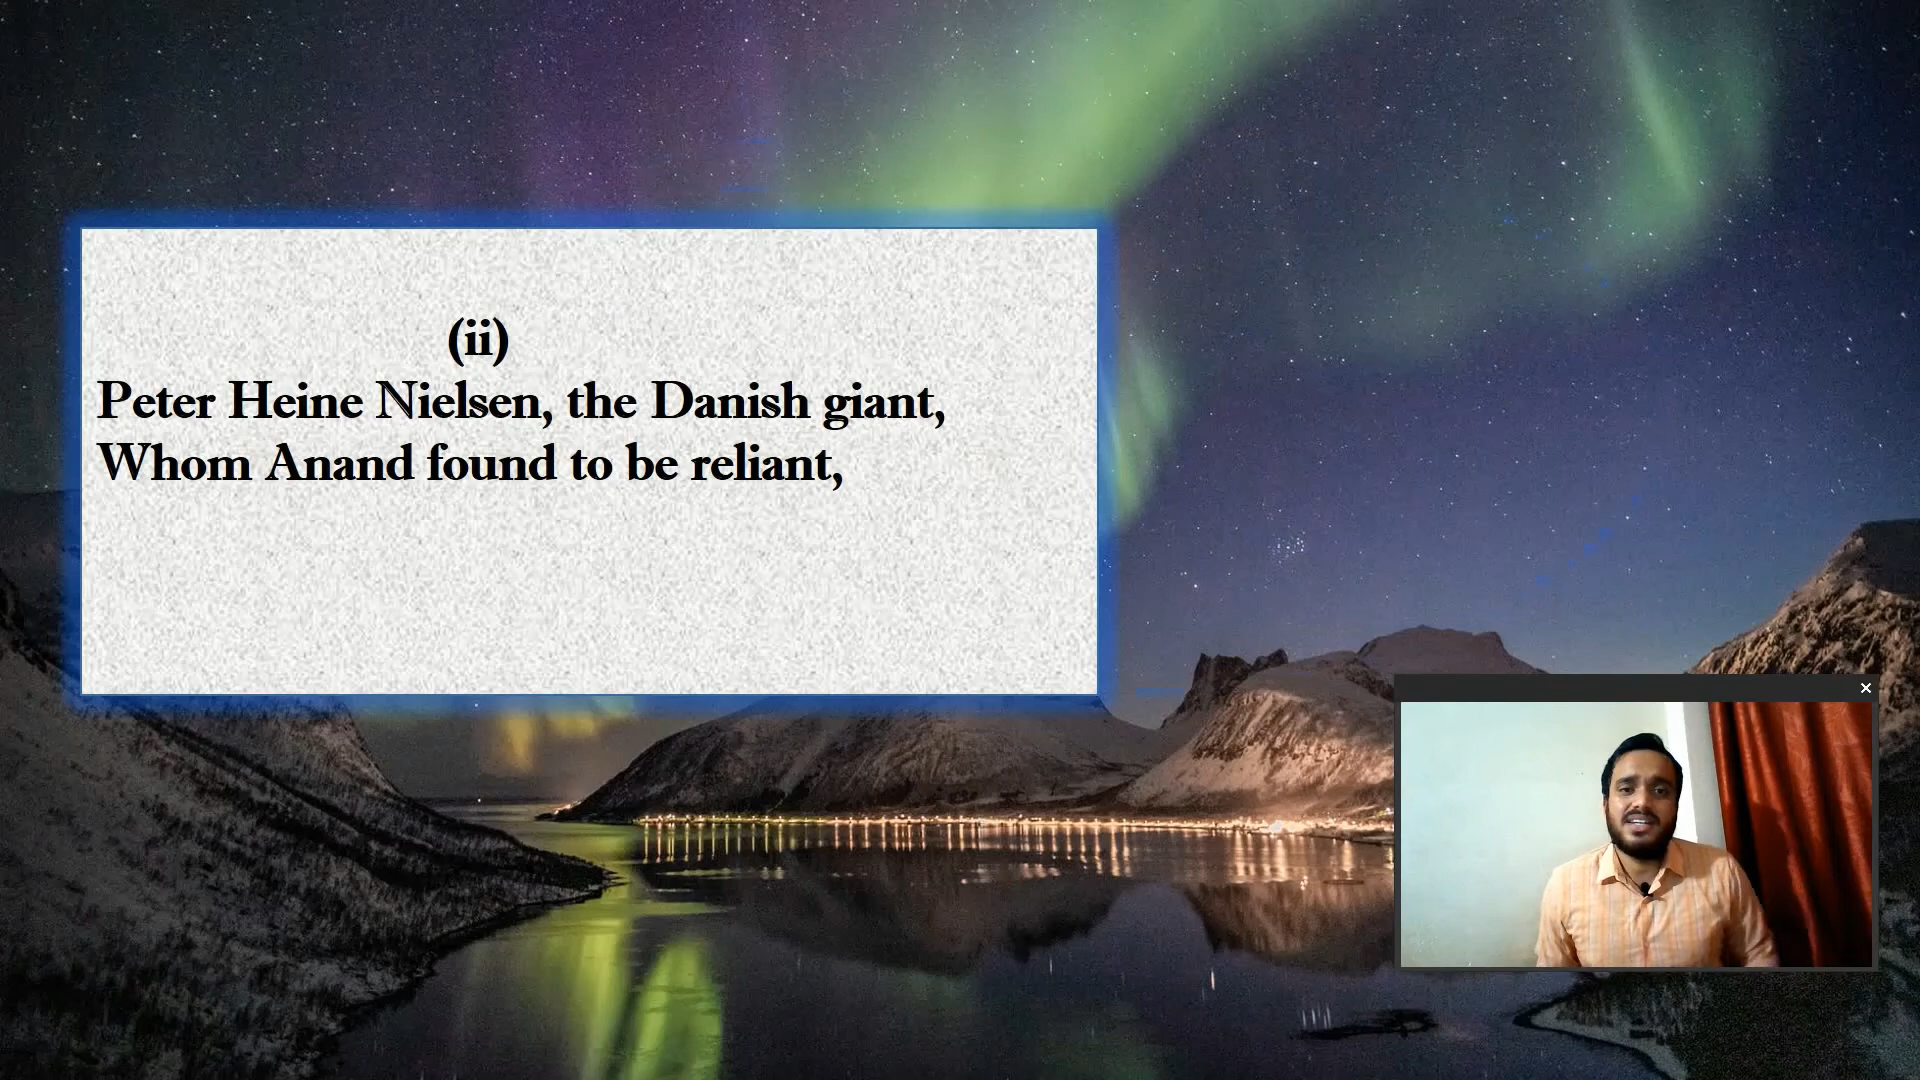 (ii)
Peter Heine Nielsen, the Danish giant,
Whom Anand found to be reliant,